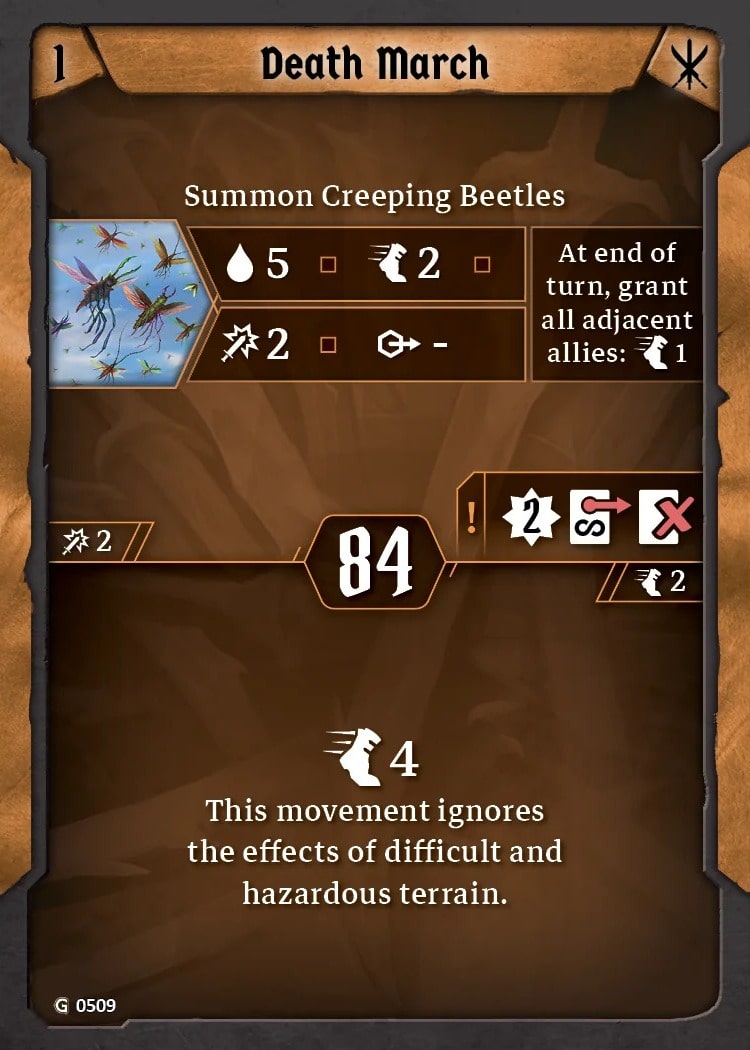 1
Death March
Summon Creeping Beetles
5
2
2
-
At end of
turn, grant
all adjacent
allies: 1
! 2
2
84
2
4
This movement ignores
the effects of difficult and
hazardous terrain.
G 0509